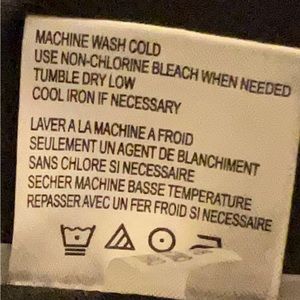 MACHINE WASH COLD
USE NON-CHLORINE BLEACH WHEN NEEDED
TUMBLE DRY LOW
COOL IRON IF NECESSARY
LAVER A LA MACHINE A FROID
SEULEMENT UN AGENT DE BLANCHIMENT
SANS CHLORE SI NECESSAIRE
SECHER MACHINE BASSE TEMPERATURE
REPASSER AVEC UN FER FROID SI NECESSAIRE